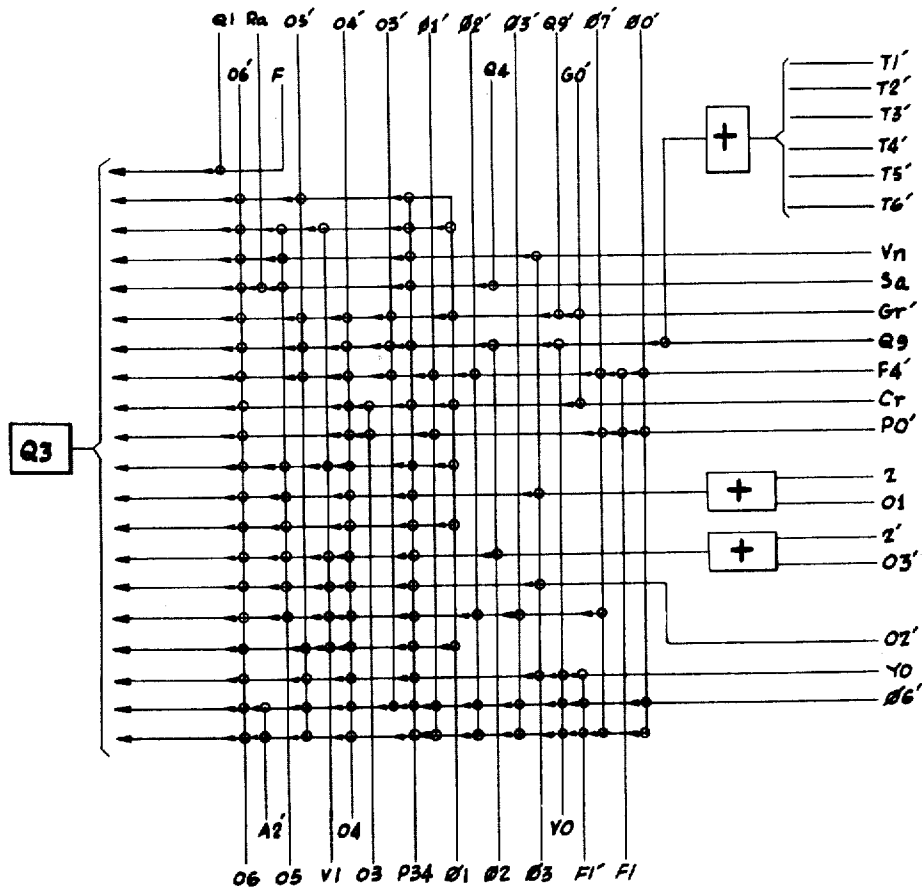 Q1 Ra O5' O4' O3' Ø1' Ø2' Ø3' Q9' Ø7' Ø0'
O6' F Q4 G0'
T1'
T2'
T3'
T4'
T5'
T6'
+
Vn
Sa
Gr'
Q9
F4'
Cr
P0'
Q3
+
Z
O1
+
Z'
O3'
O2'
Y0
Ø6'
A2' O4 Y0
O6 O5 V1 O3 P34 Ø1 Ø2 Ø3 F1' F1